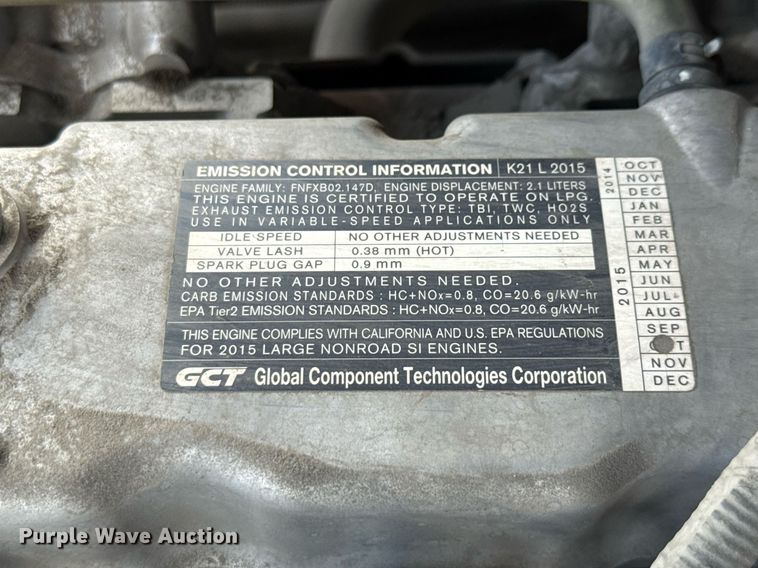 EMISSION CONTROL INFORMATION K21 L 2015
ENGINE FAMILY: FNFXB02.147D, ENGINE DISPLACEMENT: 2.1 LITERS
THIS ENGINE IS CERTIFIED TO OPERATE ON LPG.
EXHAUST EMISSION CONTROL TYPE: TBI, TWC, HO2S
USE IN VARIABLE-SPEED APPLICATIONS ONLY
IDLE SPEED NO OTHER ADJUSTMENTS NEEDED
VALVE LASH 0.38 mm (HOT)
SPARK PLUG GAP 0.9 mm
NO OTHER ADJUSTMENTS NEEDED.
CARB EMISSION STANDARDS : HC+NOx=0.8, CO=20.6 g/kW-hr
EPA Tier2 EMISSION STANDARDS : HC+NOx=0.8, CO=20.6 g/kW-hr
THIS ENGINE COMPLIES WITH CALIFORNIA AND U.S. EPA REGULATIONS
FOR 2015 LARGE NONROAD SI ENGINES.
GCT Global Component Technologies Corporation
2014
OCT
NOV
DEC
2015
JAN
FEB
MAR
APR
MAY
JUN
JUL
AUG
SEP
NOV
DEC
Purple Wave Auction